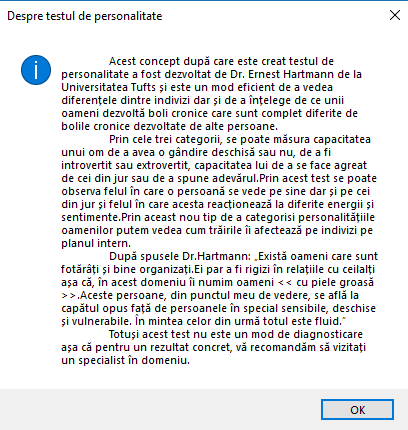 Despre testul de personalitate
Acest concept după care este creat testul de
personalitate a fost dezvoltat de Dr. Ernest Hartmann de la
Universitatea Tufts și este un mod eficient de a vedea
diferențele dintre indivizi dar și de a înțelege de ce unii
oameni dezvoltă boli cronice care sunt complet diferite de
bolile cronice dezvoltate de alte persoane.
Prin cele trei categorii, se poate măsura capacitatea
unui om de a avea o gândire deschisă sau nu, de a fi
introvertit sau extrovertit, capacitatea lui de a se face agreat
de cei din jur sau de a spune adevărul.Prin acest test se poate
observa felul în care o persoană se vede pe sine dar și pe cei
din jur și felul în care acesta reacționează la diferite energii și
sentimente.Prin aceast nou tip de a categorisi personalitățiile
oamenilor putem vedea cum trăirile îi afectează pe indivizi pe
planul intern.
După spusele Dr.Hartmann: „Există oameni care sunt
fotărâți și bine organizați.Ei par a fi rigizi în relațiile cu ceilalți
așa că, în acest domeniu îi numim oameni << cu piele groasă
>>.Aceste persoane, din punctul meu de vedere, se află la
capătul opus față de persoanele în special sensibile, deschise
și vulnerabile. În mintea celor din urmă totul este fluid.”
Totuși acest test nu este un mod de diagnosticare
așa că pentru un rezultat concret, vă recomandăm să vizitați
un specialist în domeniu.
OK